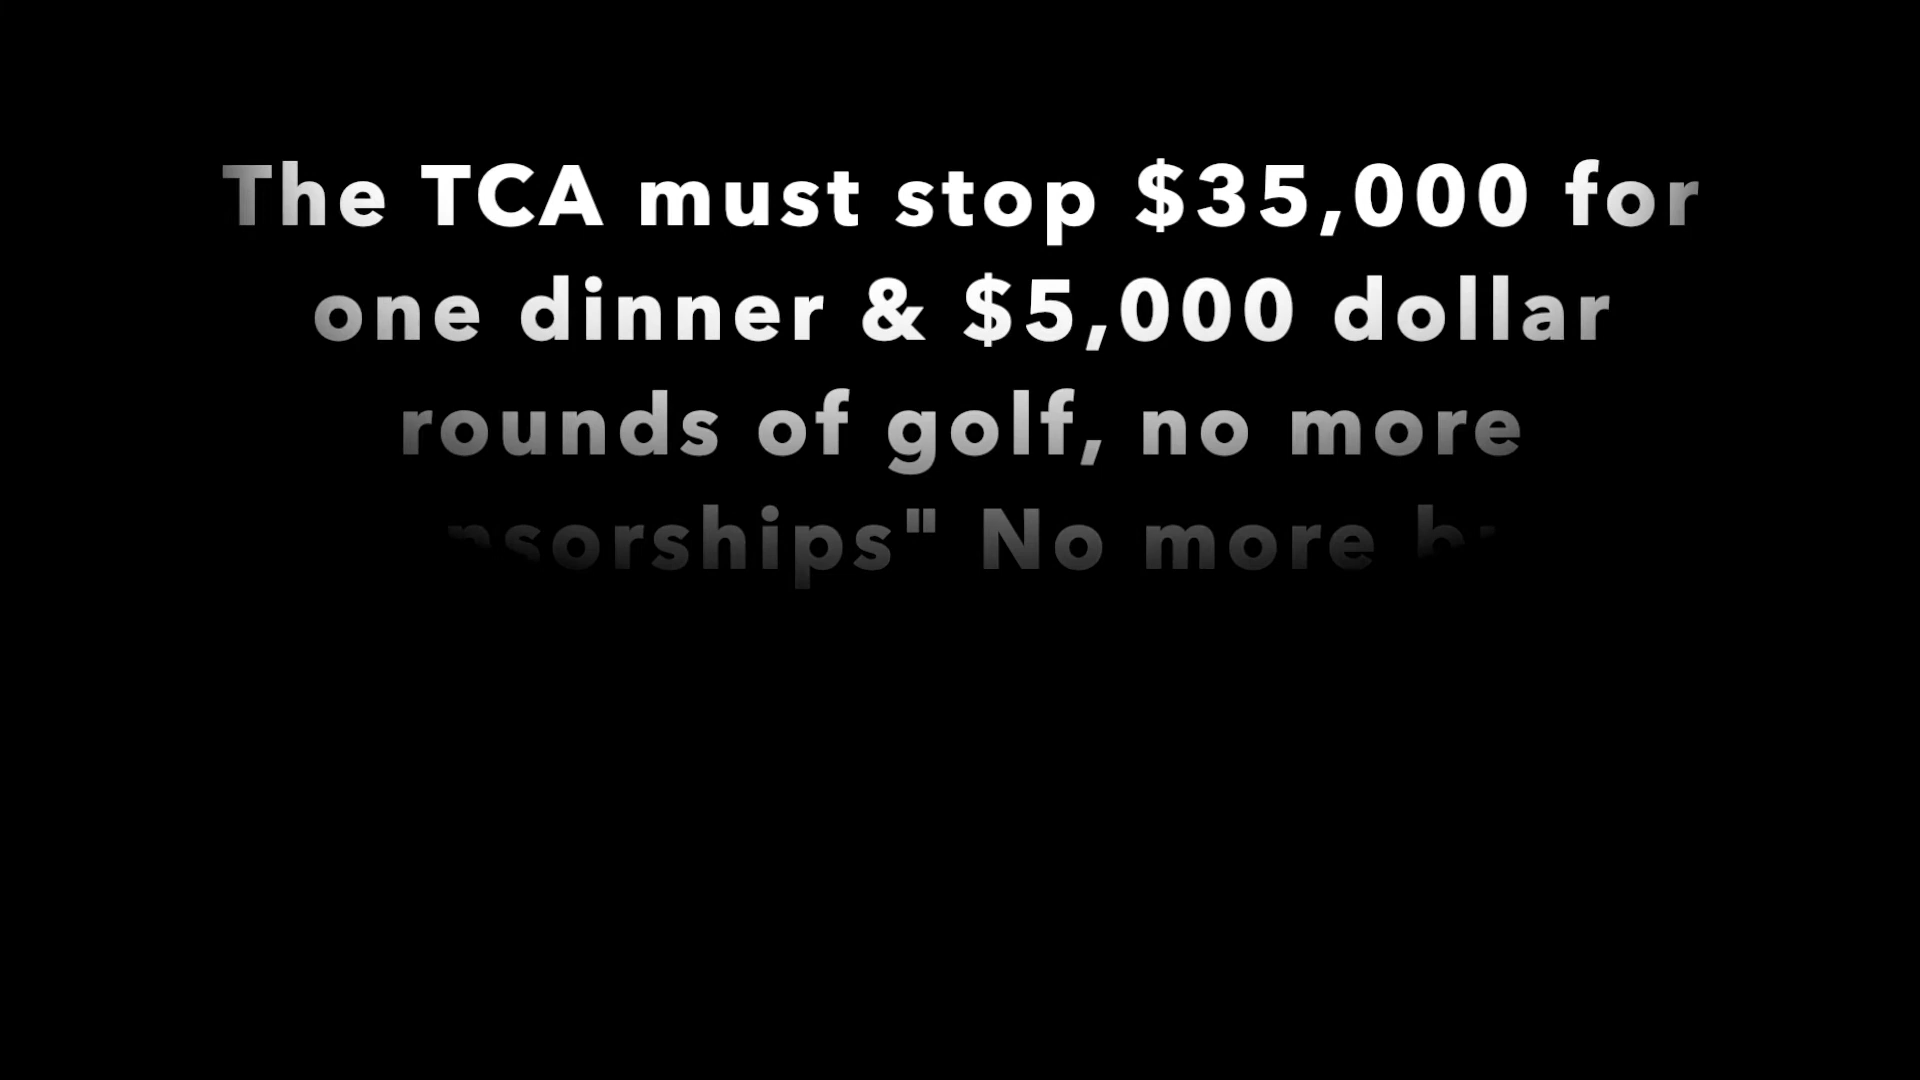 The TCA must stop $35,000 for
one dinner & $5,000 dollar
rounds of golf, no more
nsorships" No more